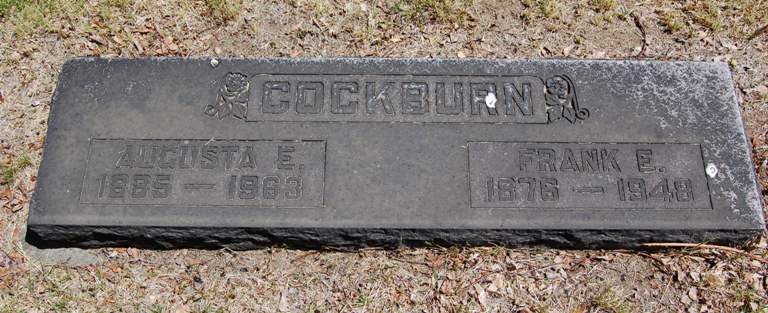 COCKBURN
AUGUSTA E.
1885 — 1963
FRANK E.
1876 — 1948